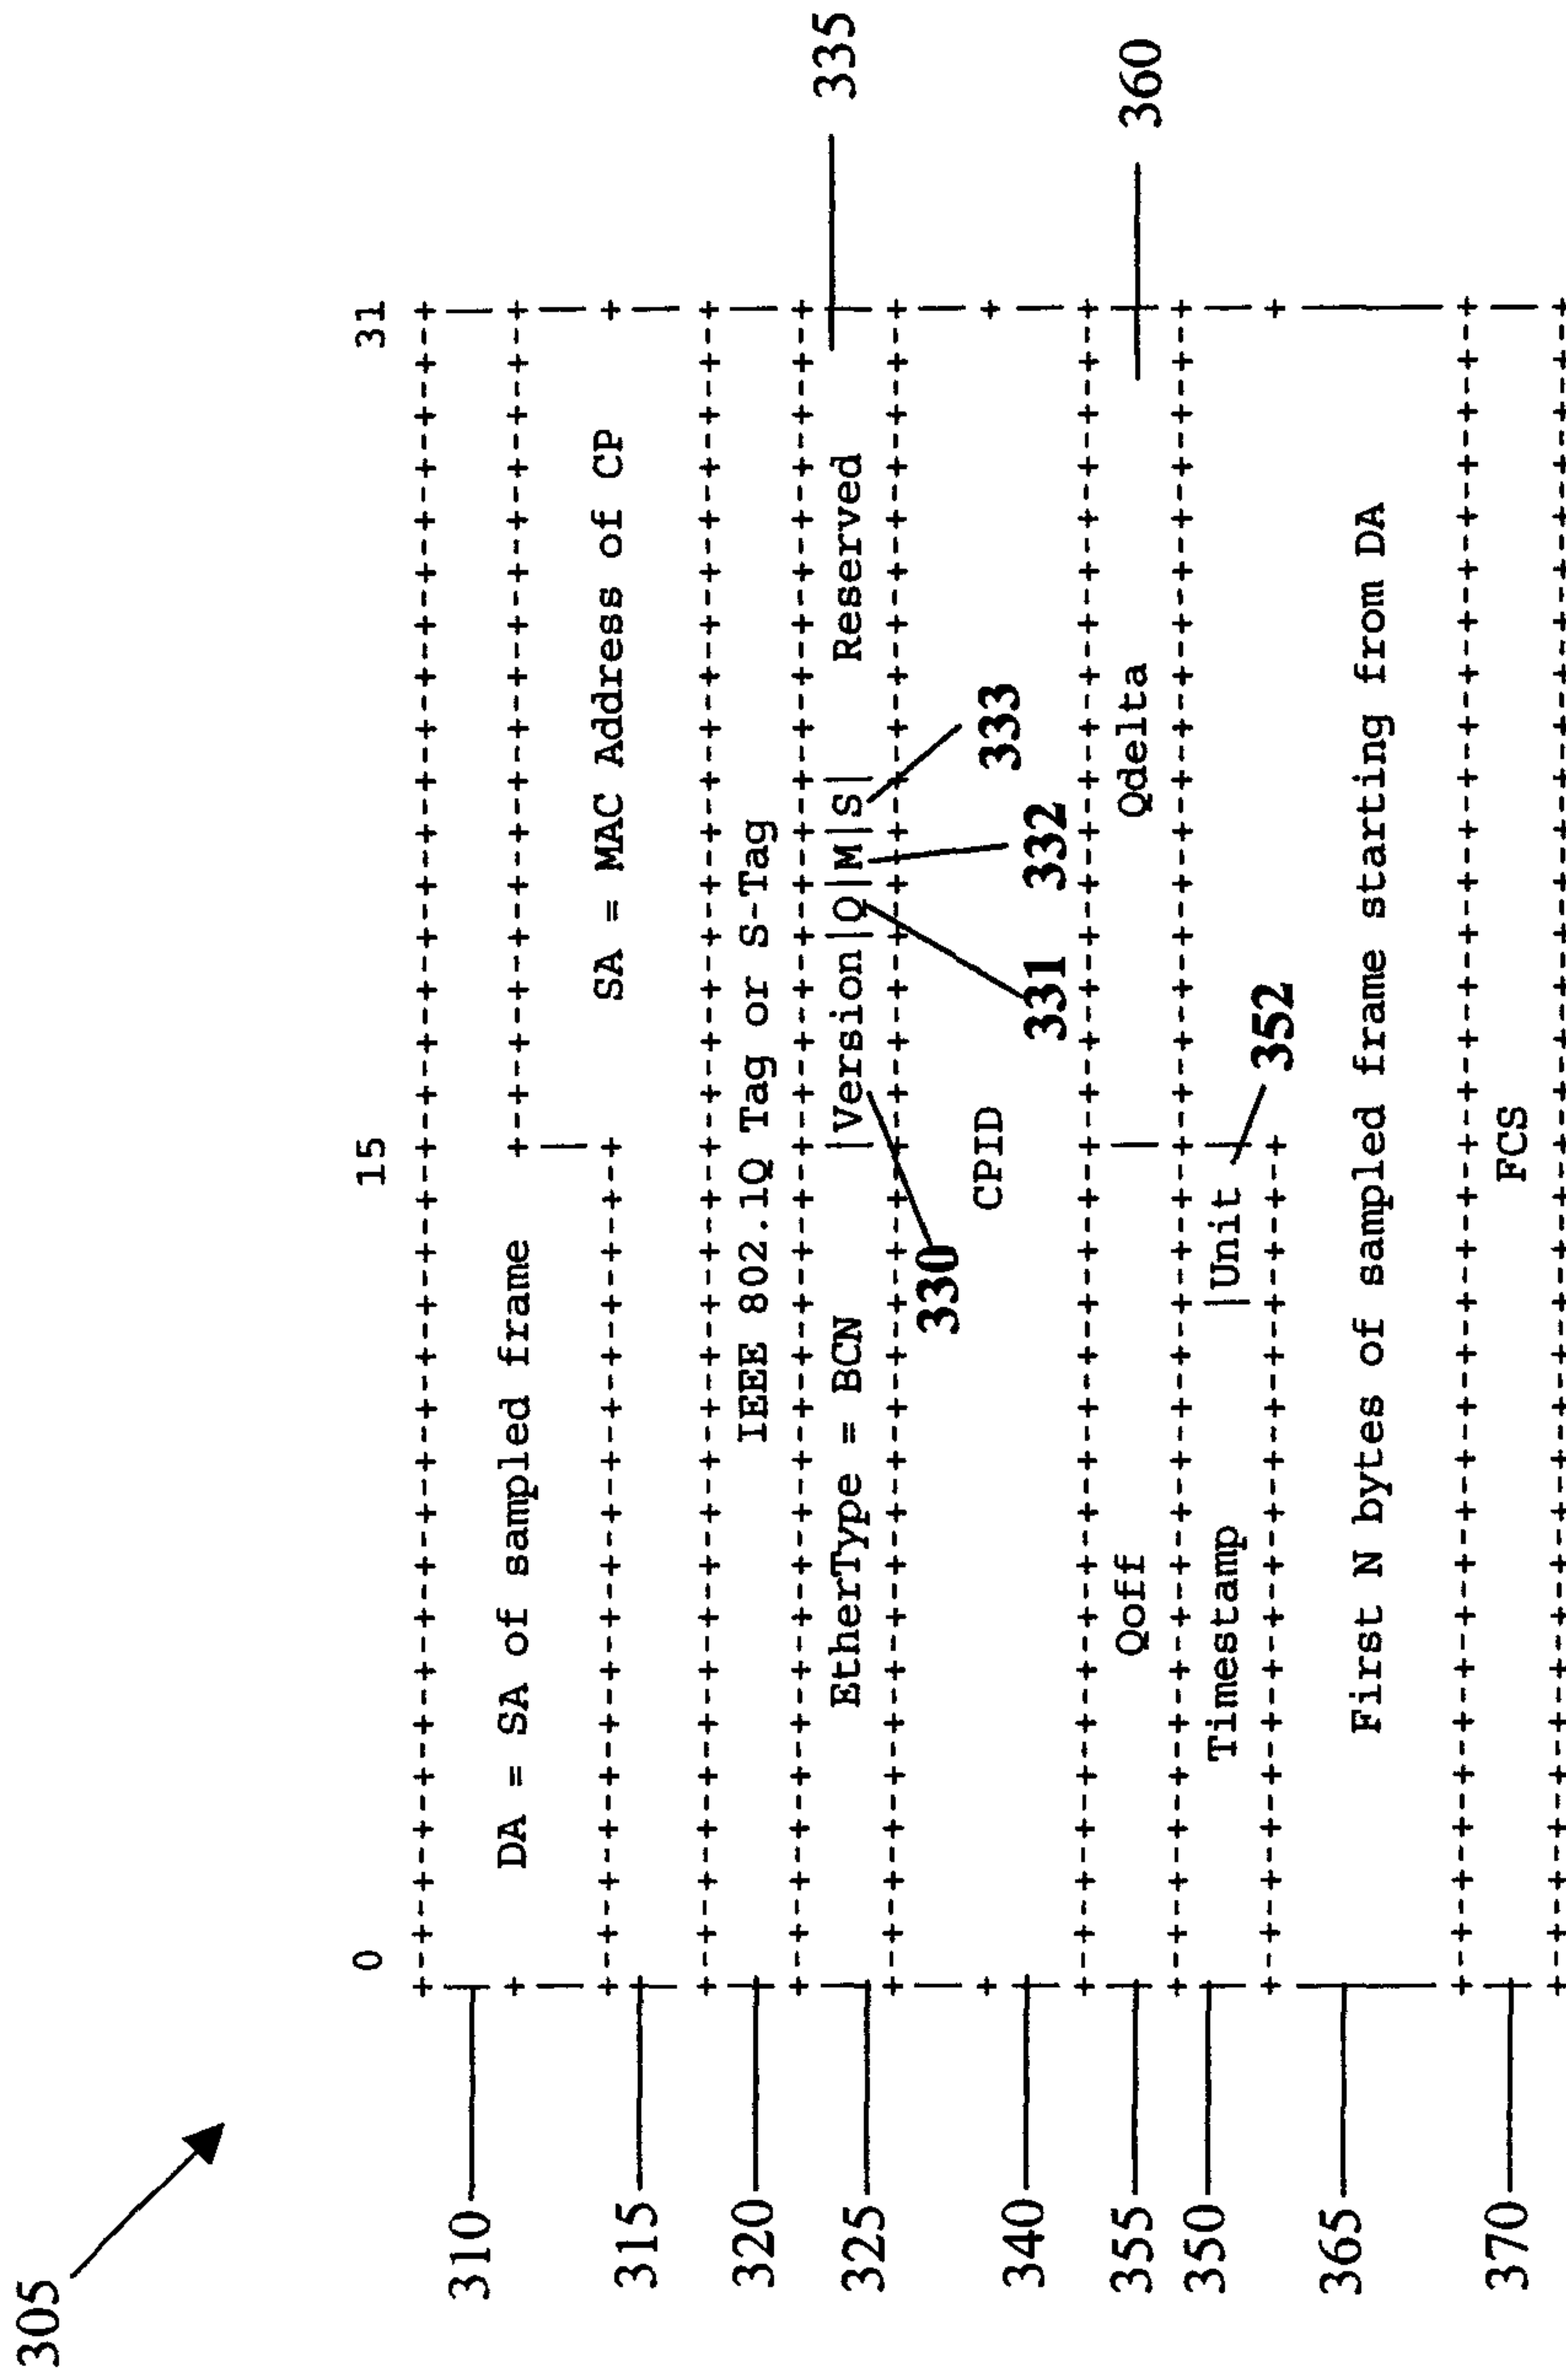 305
0 15 31
310 DA = SA of sampled frame
315 SA = MAC Address of CP
320 IEEE 802.1Q Tag or S-Tag
325 EtherType = BCN |Version|Q|M|S| Reserved 335
330 331 332 333
340 CPID
355 Qoff Qdelta 360
350 Timestamp |Unit 352
365 First N bytes of sampled frame starting from DA
370 FCS